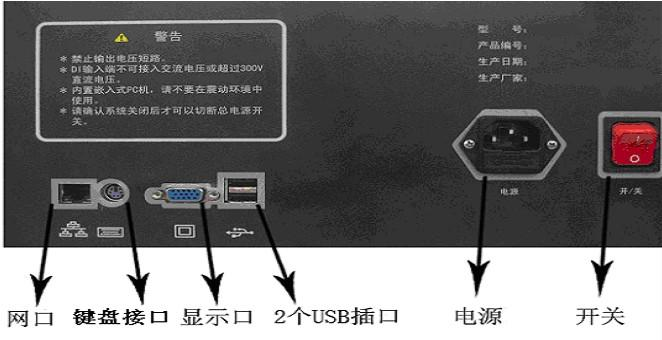 警告
* 禁止输出电压短路.
* DI输入端不可接入交流电压或超过300V
直流电压.
* 内置嵌入式PC机, 请不要在震动环境中
使用.
* 请确认系统关闭后才可以切断总电源开
关.
型 号:
产品编号:
生产日期:
生产厂家:
电源
开/关
网口 键盘接口 显示口 2个USB插口 电源 开关